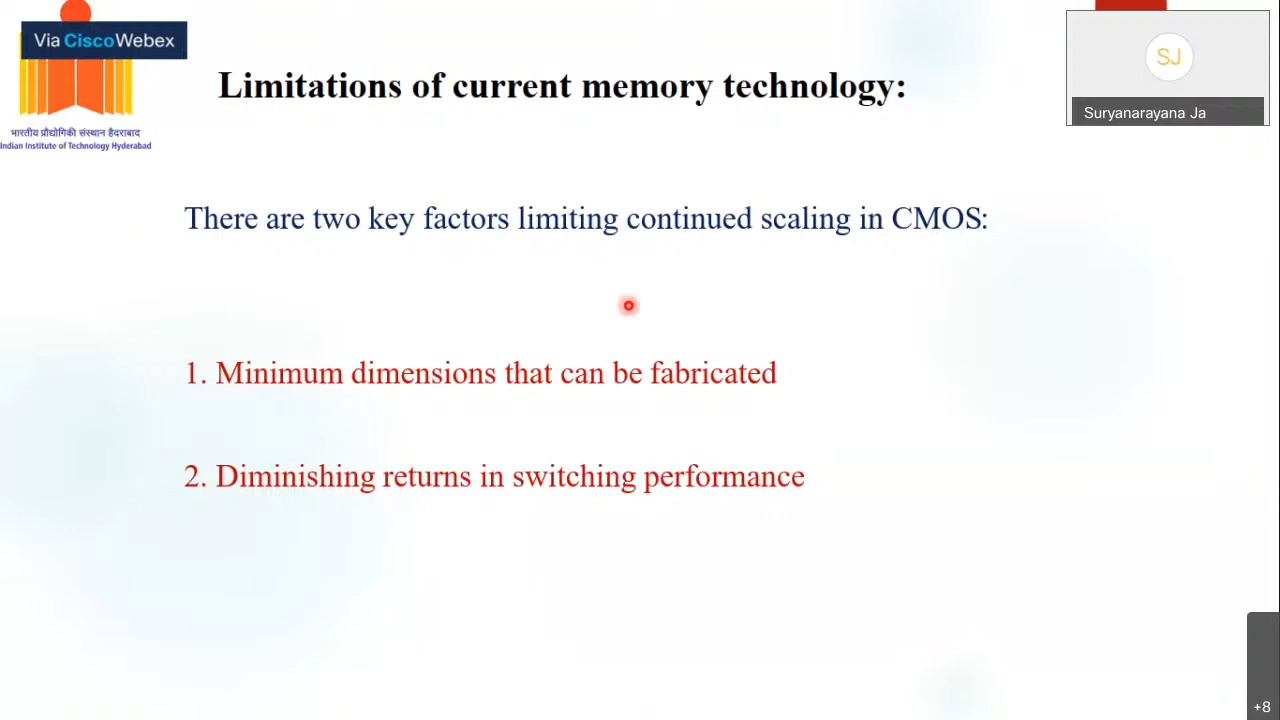 Via CiscoWebex
भारतीय प्रौद्योगिकी संस्थान हैदराबाद
Indian Institute of Technology Hyderabad
Limitations of current memory technology:
SJ
Suryanarayana Ja
There are two key factors limiting continued scaling in CMOS:
1. Minimum dimensions that can be fabricated
2. Diminishing returns in switching performance
+8